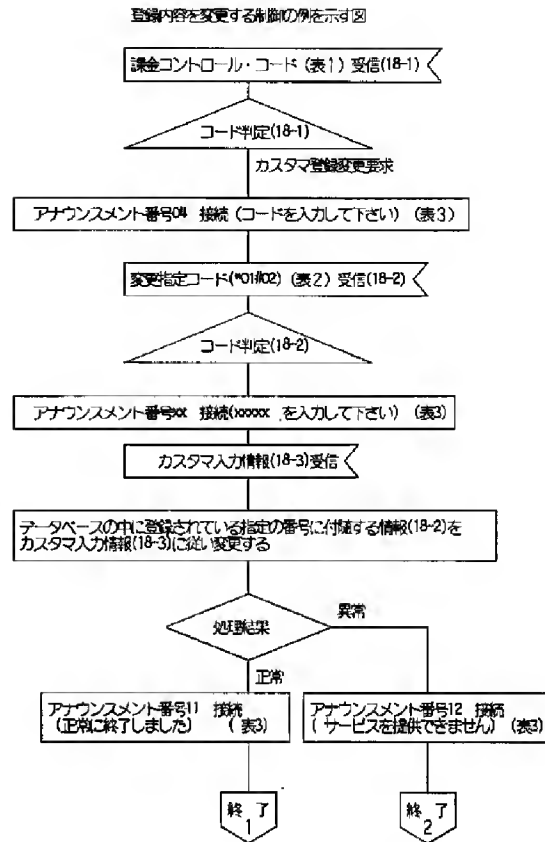 登録内容を変更する制御の例を示す図
課金コントロール・コード (表1) 受信(18-1)
コード判定(18-1)
カスタマ登録変更要求
アナウンスメント番号04 接続 (コードを入力して下さい) (表3)
変更指定コード(*01#02) (表2) 受信(18-2)
コード判定(18-2)
アナウンスメント番号xx 接続(xxxxx を入力して下さい) (表3)
カスタマ入力情報(18-3)受信
データベースの中に登録されている指定の番号に付随する情報(18-2)を
カスタマ入力情報(18-3)に従い変更する
処理結果
異常
正常
アナウンスメント番号11 接続
(正常に終了しました) (表3)
アナウンスメント番号12 接続
(サービスを提供できません) (表3)
終了
1
終了
2